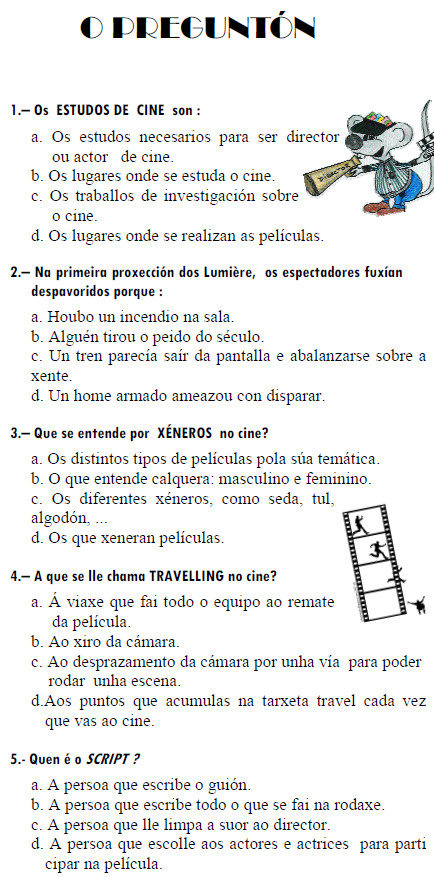 O PREGUNTÓN
1.– Os ESTUDOS DE CINE son :
a. Os estudos necesarios para ser director
ou actor de cine.
b. Os lugares onde se estuda o cine.
c. Os traballos de investigación sobre
o cine.
d. Os lugares onde se realizan as películas.
DIRECTOR
2.– Na primeira proxección dos Lumière, os espectadores fuxían
despavoridos porque :
a. Houbo un incendio na sala.
b. Alguén tirou o peido do século.
c. Un tren parecía saír da pantalla e abalanzarse sobre a
xente.
d. Un home armado ameazou con disparar.
3.– Que se entende por XÉNEROS no cine?
a. Os distintos tipos de películas pola súa temática.
b. O que entende calquera: masculino e feminino.
c. Os diferentes xéneros, como seda, tul,
algodón, ...
d. Os que xeneran películas.
4.– A que se lle chama TRAVELLING no cine?
a. Á viaxe que fai todo o equipo ao remate
da película.
b. Ao xiro da cámara.
c. Ao desprazamento da cámara por unha vía para poder
rodar unha escena.
d.Aos puntos que acumulas na tarxeta travel cada vez
que vas ao cine.
5.- Quen é o SCRIPT ?
a. A persoa que escribe o guión.
b. A persoa que escribe todo o que se fai na rodaxe.
c. A persoa que lle limpa a suor ao director.
d. A persoa que escolle aos actores e actrices para parti
cipar na película.